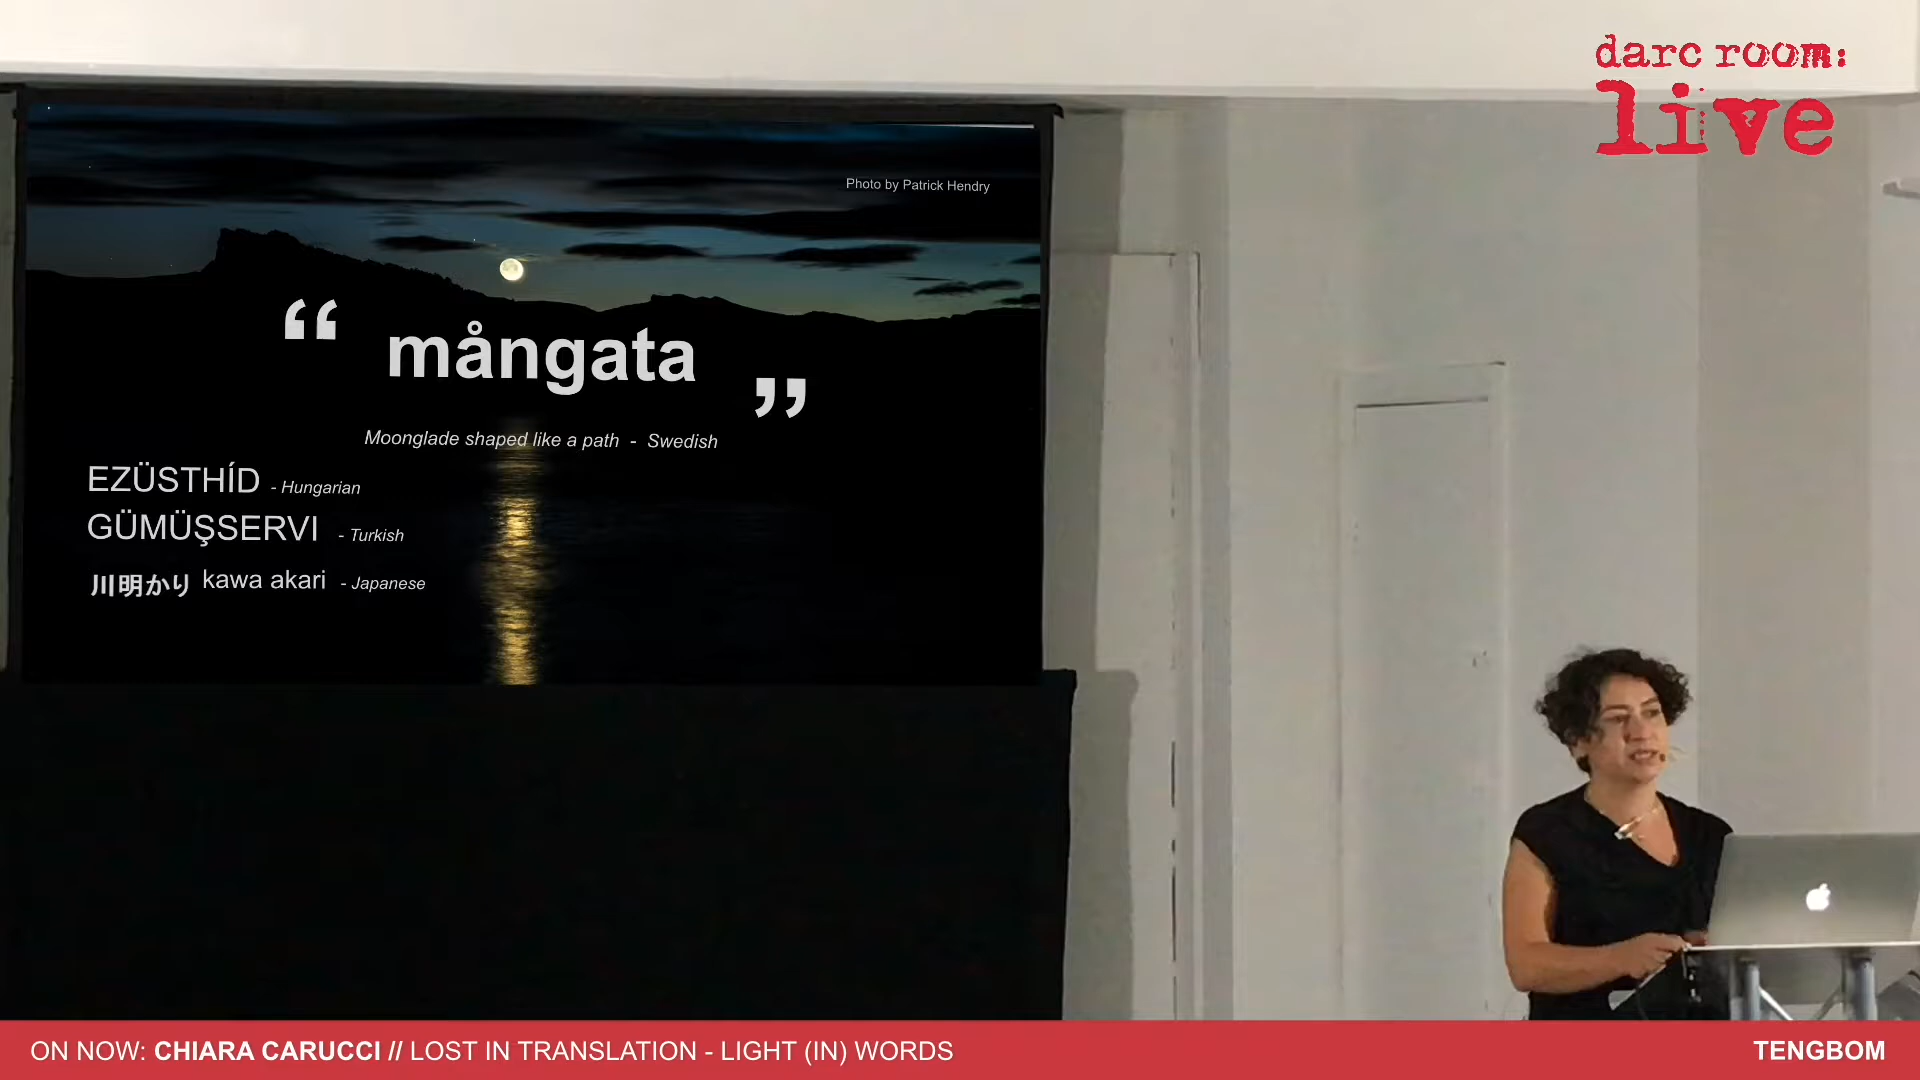 darc room:
live
Photo by Patrick Hendry
“ mångata ”
Moonglade shaped like a path - Swedish
EZÜSTHÍD - Hungarian
GÜMÜŞSERVI - Turkish
川明かり kawa akari - Japanese
ON NOW: CHIARA CARUCCI // LOST IN TRANSLATION - LIGHT (IN) WORDS
TENGBOM